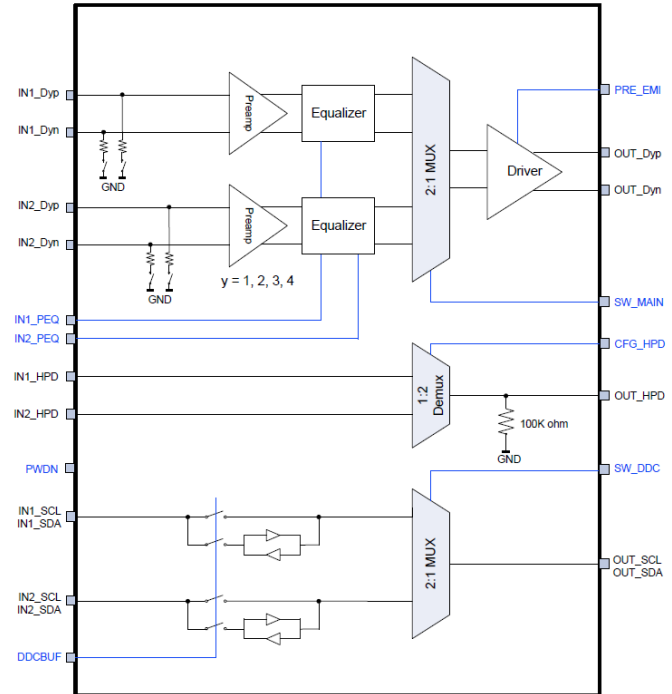 IN1_Dyp
IN1_Dyn
GND
Preamp
Equalizer
2:1 MUX
Driver
PRE_EMI
OUT_Dyp
OUT_Dyn
IN2_Dyp
IN2_Dyn
GND
Preamp
Equalizer
y = 1, 2, 3, 4
SW_MAIN
IN1_PEQ
IN2_PEQ
CFG_HPD
IN1_HPD
IN2_HPD
1:2
Demux
OUT_HPD
100K ohm
GND
PWDN
SW_DDC
IN1_SCL
IN1_SDA
2:1 MUX
OUT_SCL
OUT_SDA
IN2_SCL
IN2_SDA
DDCBUF